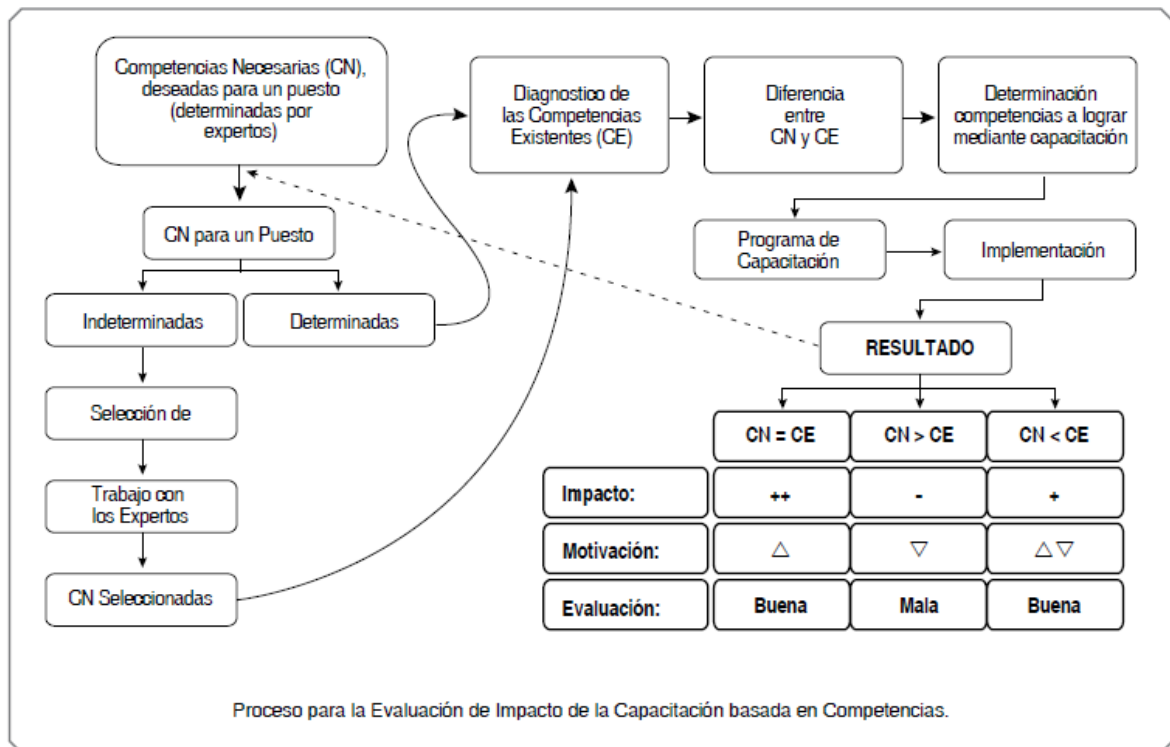 Competencias Necesarias (CN),
deseadas para un puesto
(determinadas por
expertos)
Diagnostico de
las Competencias
Existentes (CE)
Diferencia
entre
CN y CE
Determinación
competencias a lograr
mediante capacitación
CN para un Puesto
Programa de
Capacitación
Implementación
Indeterminadas
Determinadas
RESULTADO
Selección de
Trabajo con
los Expertos
CN Seleccionadas
CN = CE
CN > CE
CN < CE
Impacto:
++
-
+
Motivación:
△
▽
△▽
Evaluación:
Buena
Mala
Buena
Proceso para la Evaluación de Impacto de la Capacitación basada en Competencias.